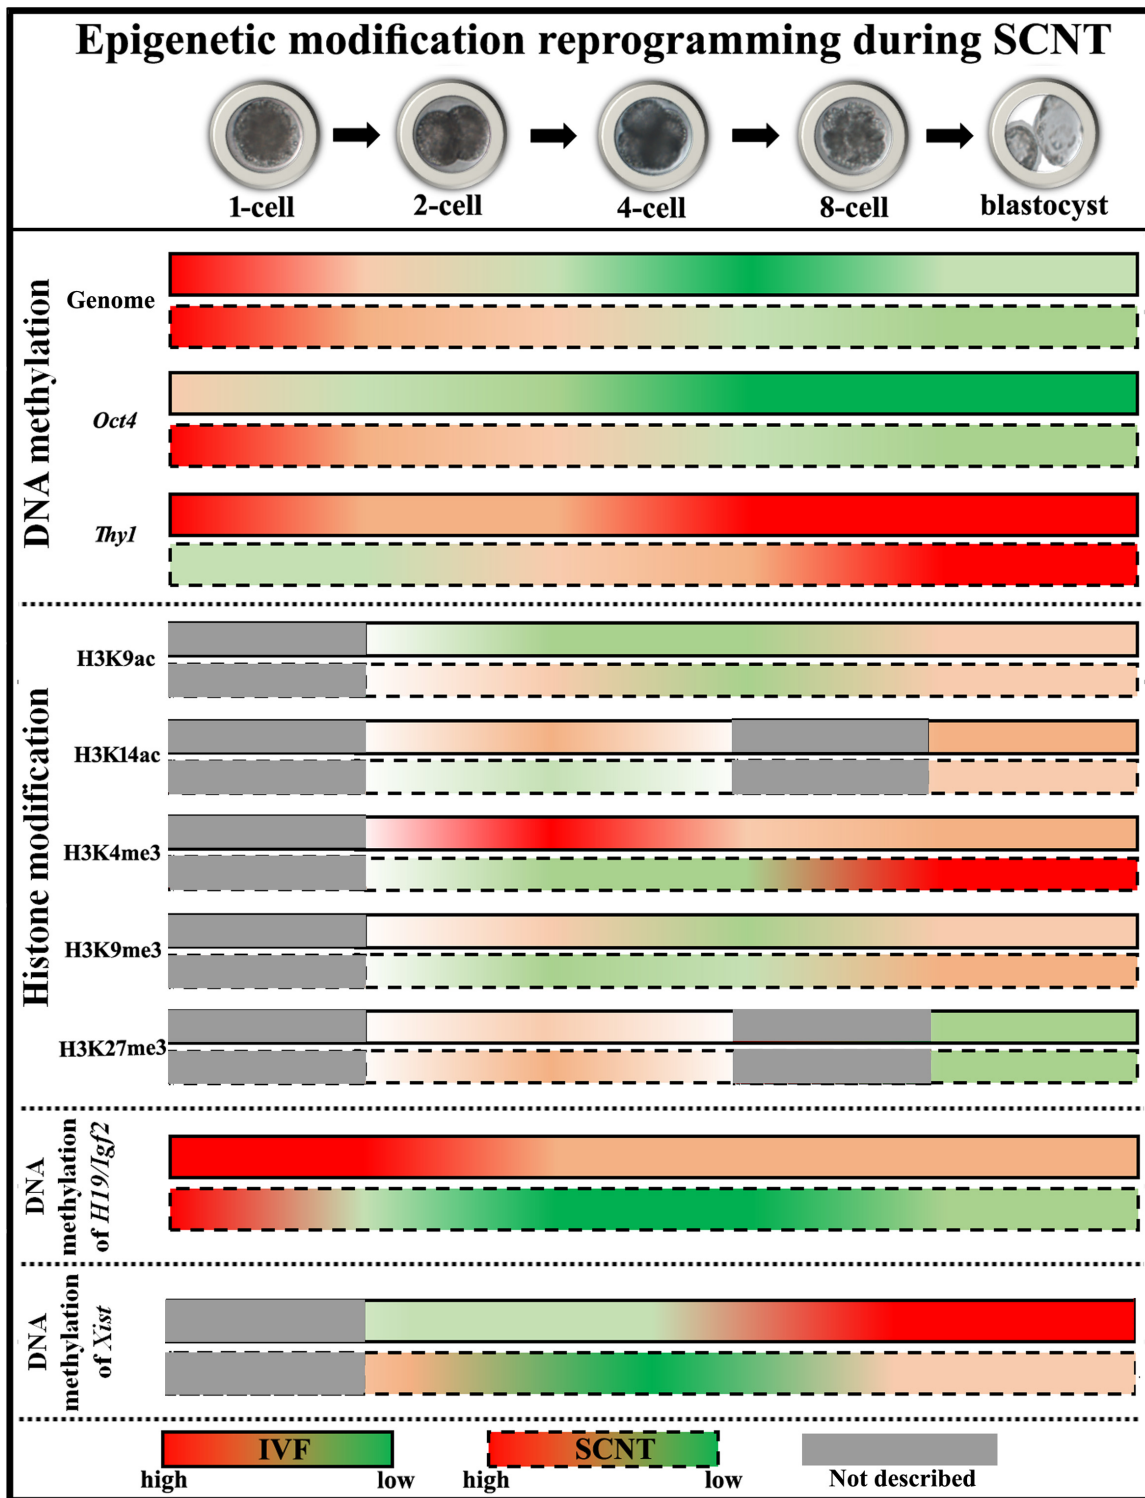 Epigenetic modification reprogramming during SCNT
1-cell
2-cell
4-cell
8-cell
blastocyst
DNA methylation
Genome
Oct4
Thy1
Histone modification
H3K9ac
H3K14ac
H3K4me3
H3K9me3
H3K27me3
DNA
methylation
of H19/Igf2
DNA
methylation
of Xist
IVF
high
low
SCNT
high
low
Not described